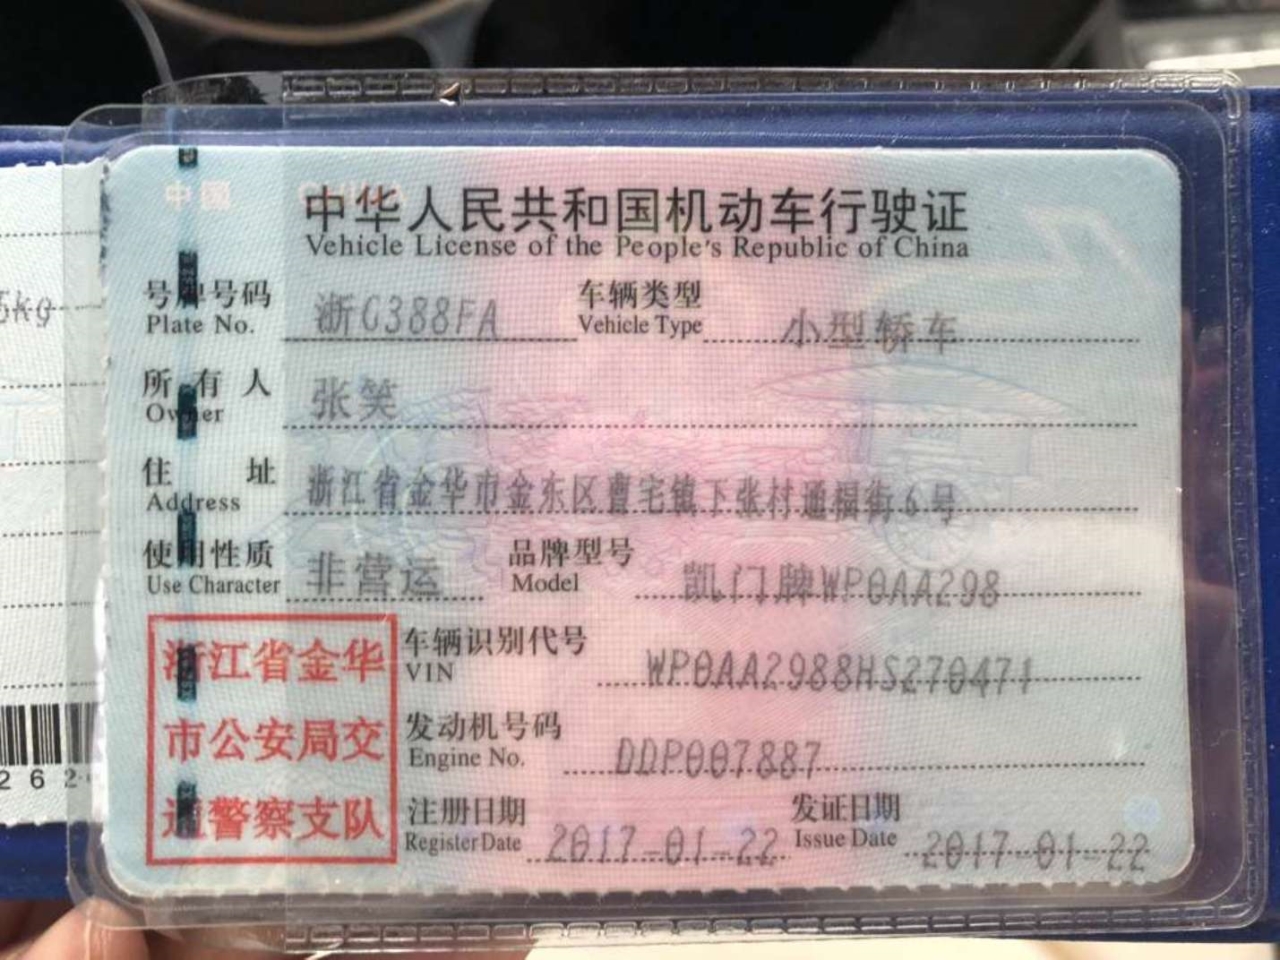 中国 CHINA
中华人民共和国机动车行驶证
Vehicle License of the People's Republic of China
号牌号码 浙G388FA 车辆类型 小型轿车
Plate No. Vehicle Type
所有人 张笑
Owner
住址 浙江省金华市金东区曹宅镇下张村通福街6号
Address
使用性质 非营运 品牌型号 凯门牌WP0AA298
Use Character Model
浙江省金华
市公安局交
通警察支队
车辆识别代号 WP0AA2988HS270471
VIN
发动机号码 DDP007887
Engine No.
注册日期 2017-01-22 发证日期 2017-01-22
Register Date Issue Date
5kg
262